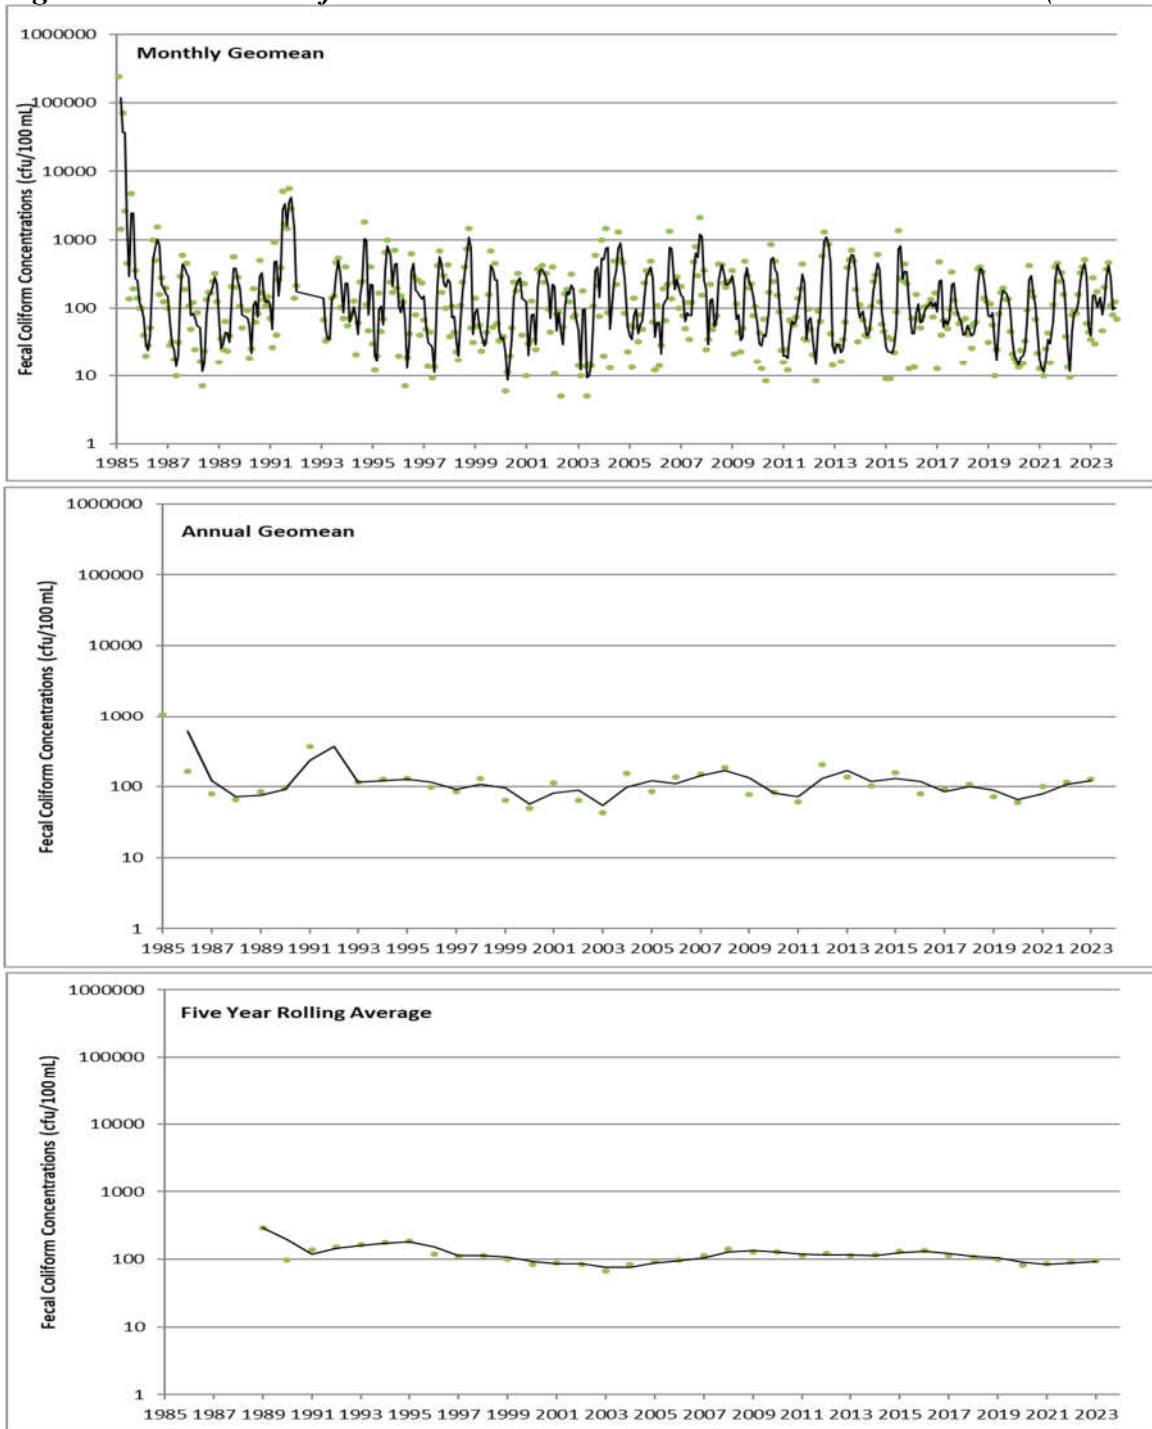 Monthly Geomean
Fecal Coliform Concentrations (cfu/100 mL)
1000000
100000
10000
1000
100
10
1
1985 1987 1989 1991 1993 1995 1997 1999 2001 2003 2005 2007 2009 2011 2013 2015 2017 2019 2021 2023
Annual Geomean
Fecal Coliform Concentrations (cfu/100 mL)
1000000
100000
10000
1000
100
10
1
1985 1987 1989 1991 1993 1995 1997 1999 2001 2003 2005 2007 2009 2011 2013 2015 2017 2019 2021 2023
Five Year Rolling Average
Fecal Coliform Concentrations (cfu/100 mL)
1000000
100000
10000
1000
100
10
1
1985 1987 1989 1991 1993 1995 1997 1999 2001 2003 2005 2007 2009 2011 2013 2015 2017 2019 2021 2023